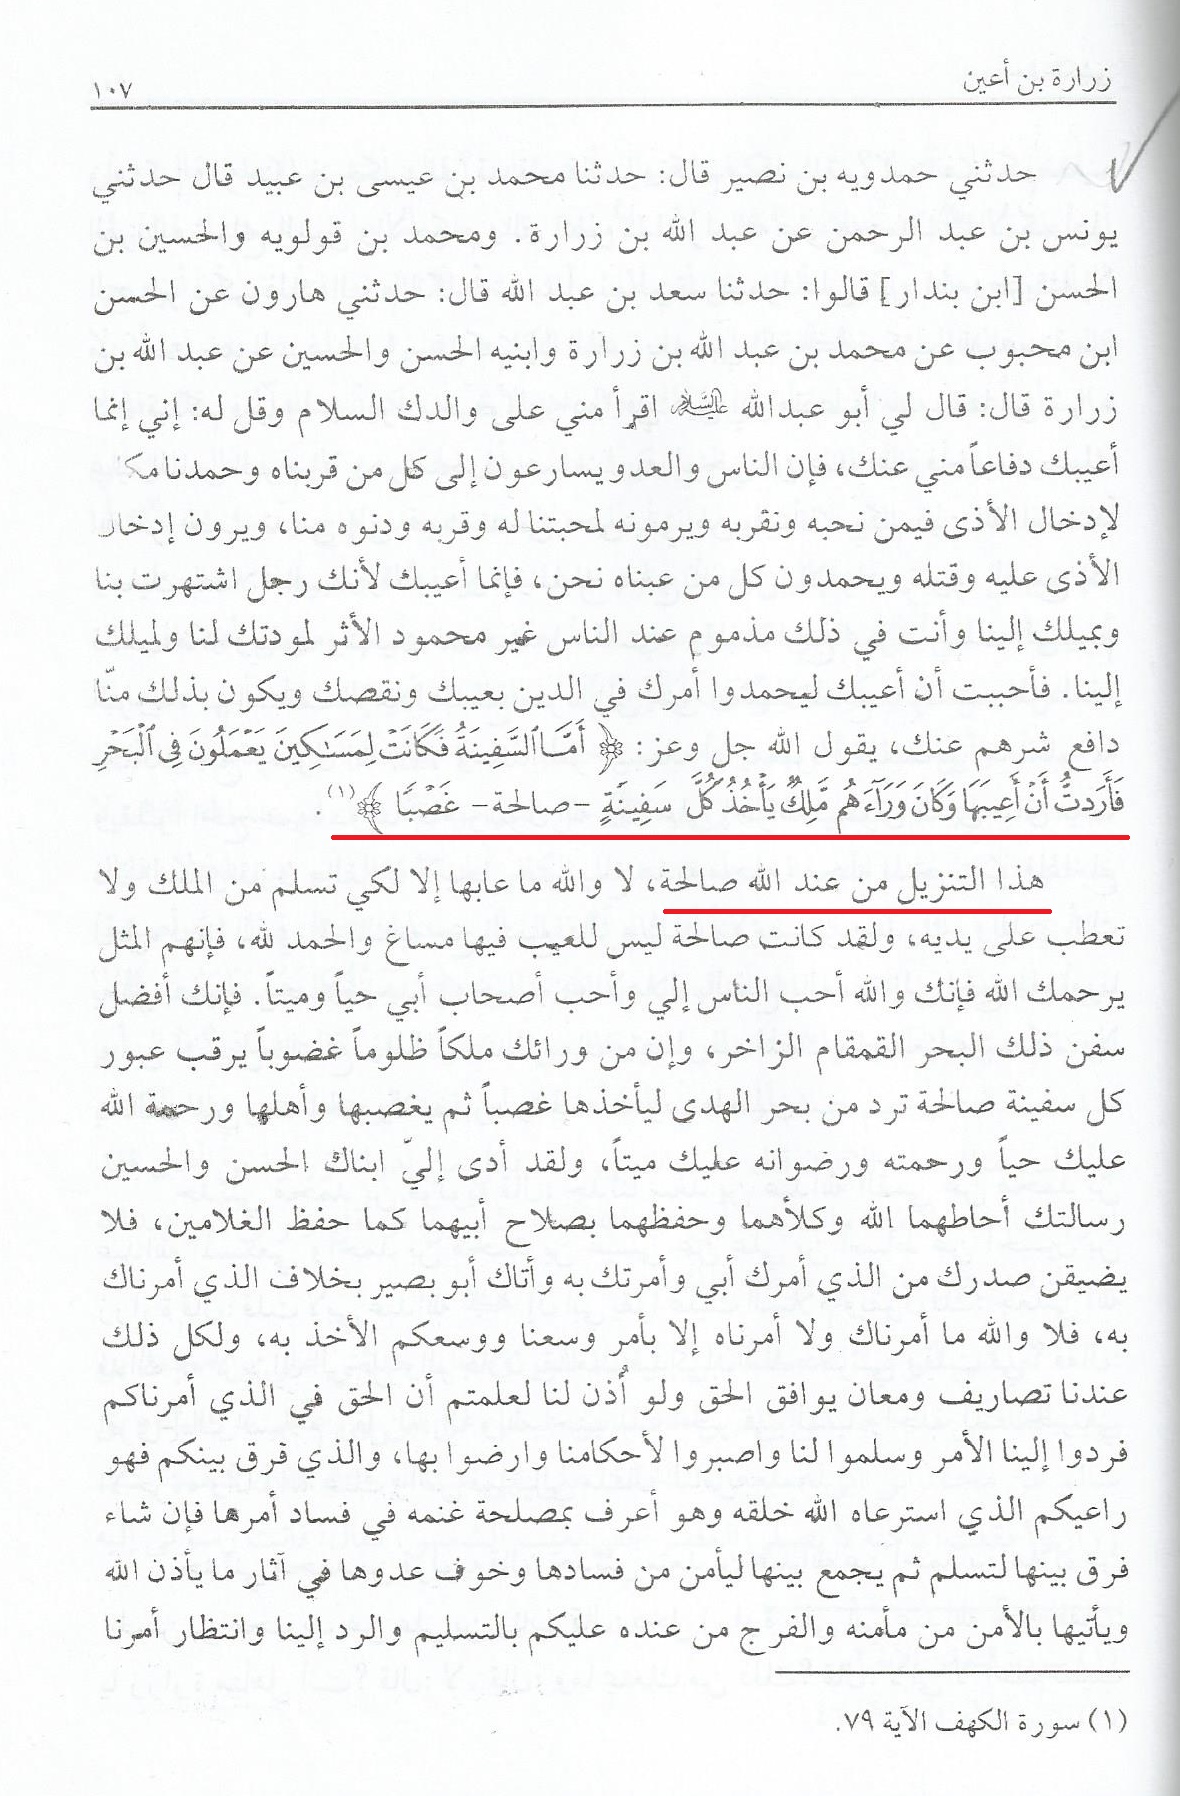 زرارة بن أعين ١٠٧
حدثني حمدويه بن نصير قال: حدثنا محمد بن عيسى بن عبيد قال حدثني
يونس بن عبد الرحمن عن عبد الله بن زرارة. ومحمد بن قولويه والحسين بن
الحسن [ابن بندار] قالوا: حدثنا سعد بن عبد الله قال: حدثني هارون عن الحسن
ابن محبوب عن محمد بن عبد الله بن زرارة وابنيه الحسن والحسين عن عبد الله بن
زرارة قال: قال لي أبو عبدالله عليه السلام اقرأ مني على والدك السلام وقل له: إني إنما
أعيبك دفاعاً مني عنك، فإن الناس والعدو يسارعون إلى كل من قربناه وحمدنا
لإدخال الأذى فيمن نحبه ونقربه ويرمونه لمحبتنا له وقربه ودنوه منا، ويرون إدخال
الأذى عليه وقتله ويحمدون كل من عبناه نحن، فإنما أعيبك لأنك رجل اشتهرت بنا
وبميلك إلينا وأنت في ذلك مذموم عند الناس غير محمود الأثر لمودتك لنا ولميلك
إلينا. فأحببت أن أعيبك ليحمدوا أمرك في الدين بعيبك ونقصك ويكون بذلك منّا
دافع شرهم عنك، يقول الله جل وعز: ﴿ أَمَّا ٱلسَّفِينَةُ فَكَانَتْ لِمَسَٰكِينَ يَعْمَلُونَ فِى ٱلْبَحْرِ
فَأَرَدتُّ أَنْ أَعِيبَهَا وَكَانَ وَرَآءَهُم مَّلِكٌ يَأْخُذُ كُلَّ سَفِينَةٍ -صالحة- غَصْبًا ﴾(١).
هذا التنزيل من عند الله صالحة، لا والله ما عابها إلا لكي تسلم من الملك ولا
تعطب على يديه، ولقد كانت صالحة ليس للعيب فيها مساغ والحمد لله، فإنهم المثل
يرحمك الله فإنك والله أحب الناس إلي وأحب أصحاب أبي حياً وميتاً. فإنك أفضل
سفن ذلك البحر القمقام الزاخر، وإن من ورائك ملكاً ظلوماً غضوباً يرقب عبور
كل سفينة صالحة ترد من بحر الهدى ليأخذها غصباً ثم يغصبها وأهلها ورحمة الله
عليك حياً ورحمته ورضوانه عليك ميتاً، ولقد أدى إليّ ابناك الحسن والحسين
رسالتك أحاطهما الله وكلأهما وحفظهما بصلاح أبيهما كما حفظ الغلامين، فلا
يضيقن صدرك من الذي أمرك أبي وأمرتك به وأتاك أبو بصير بخلاف الذي أمرناك
به، فلا والله ما أمرناك ولا أمرناه إلا بأمر وسعنا ووسعكم الأخذ به، ولكل ذلك
عندنا تصاريف ومعان يوافق الحق ولو أُذن لنا لعلمتم أن الحق في الذي أمرناكم
فردوا إلينا الأمر وسلموا لنا واصبروا لأحكامنا وارضوا بها، والذي فرق بينكم فهو
راعيكم الذي استرعاه الله خلقه وهو أعرف بمصلحة غنمه في فساد أمرها فإن شاء
فرق بينها لتسلم ثم يجمع بينها ليأمن من فسادها وخوف عدوها في آثار ما يأذن الله
ويأتيها بالأمن من مأمنه والفرج من عنده عليكم بالتسليم والرد إلينا وانتظار أمرنا
(١) سورة الكهف الآية ٧٩.